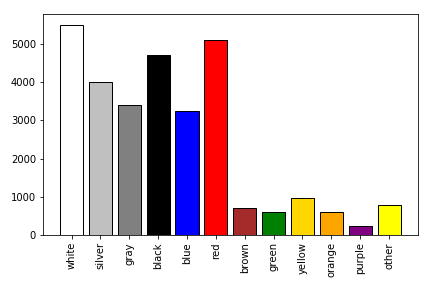 5000
4000
3000
2000
1000
0
white
silver
gray
black
blue
red
brown
green
yellow
orange
purple
other